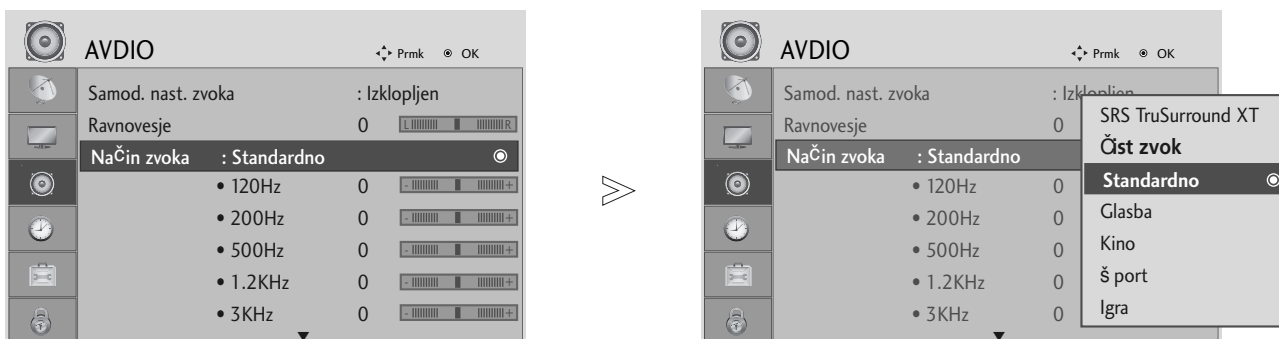 AVDIO Prmk OK
Samod. nast. zvoka : Izklopljen
Ravnovesje 0 L R
NaČin zvoka : Standardno
• 120Hz 0 - +
• 200Hz 0 - +
• 500Hz 0 - +
• 1.2KHz 0 - +
• 3KHz 0 - +
AVDIO Prmk OK
Samod. nast. zvoka : Izklopljen
Ravnovesje 0
NaČin zvoka : Standardno
• 120Hz 0
• 200Hz 0
• 500Hz 0
• 1.2KHz 0
• 3KHz 0
SRS TruSurround XT
Čist zvok
Standardno
Glasba
Kino
š port
Igra